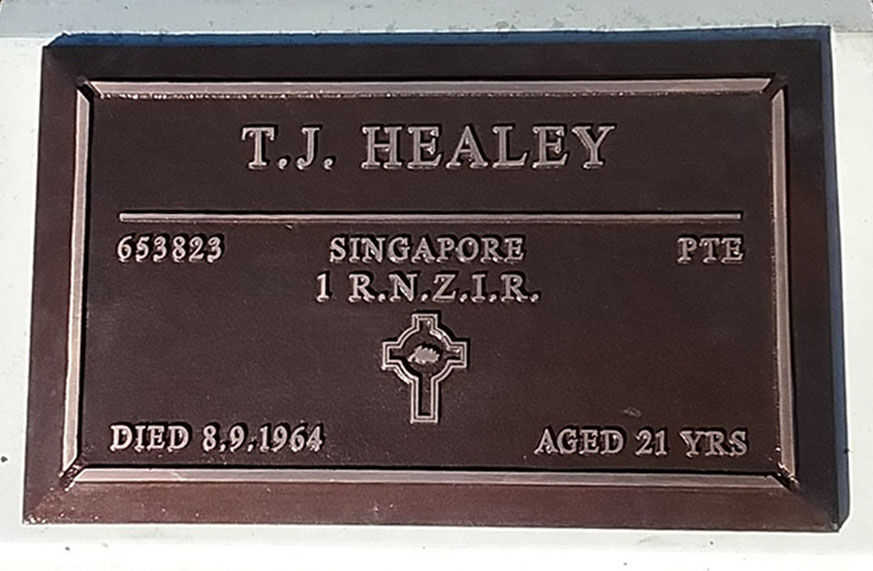 T.J. HEALEY
653823 SINGAPORE PTE
1 R.N.Z.I.R.
DIED 8.9.1964 AGED 21 YRS